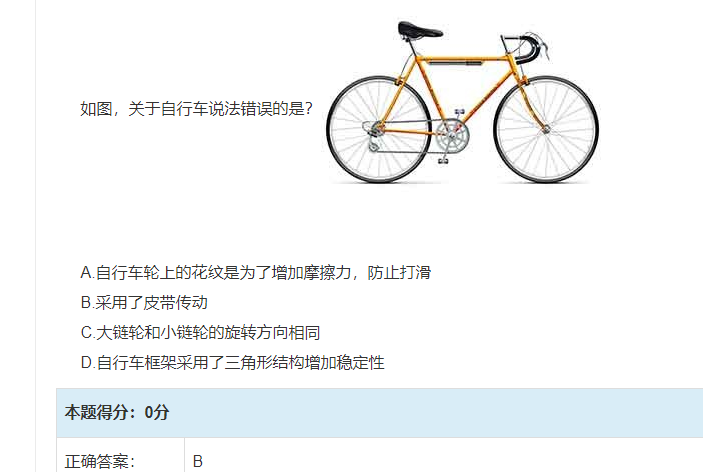 如图，关于自行车说法错误的是?
A.自行车轮上的花纹是为了增加摩擦力，防止打滑
B.采用了皮带传动
C.大链轮和小链轮的旋转方向相同
D.自行车框架采用了三角形结构增加稳定性
本题得分：0分
正确答案： B